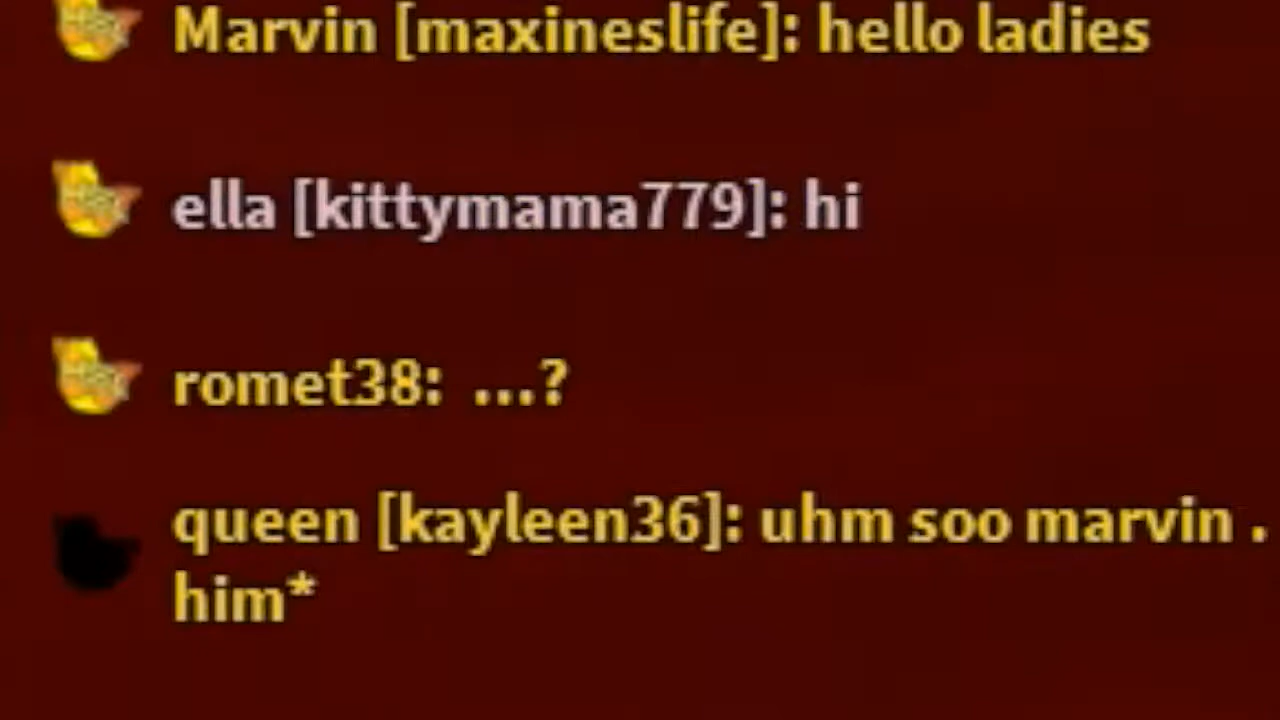 Marvin [maxineslife]: hello ladies
ella [kittymama779]: hi
romet38: ...?
queen [kayleen36]: uhm soo marvin .
him*